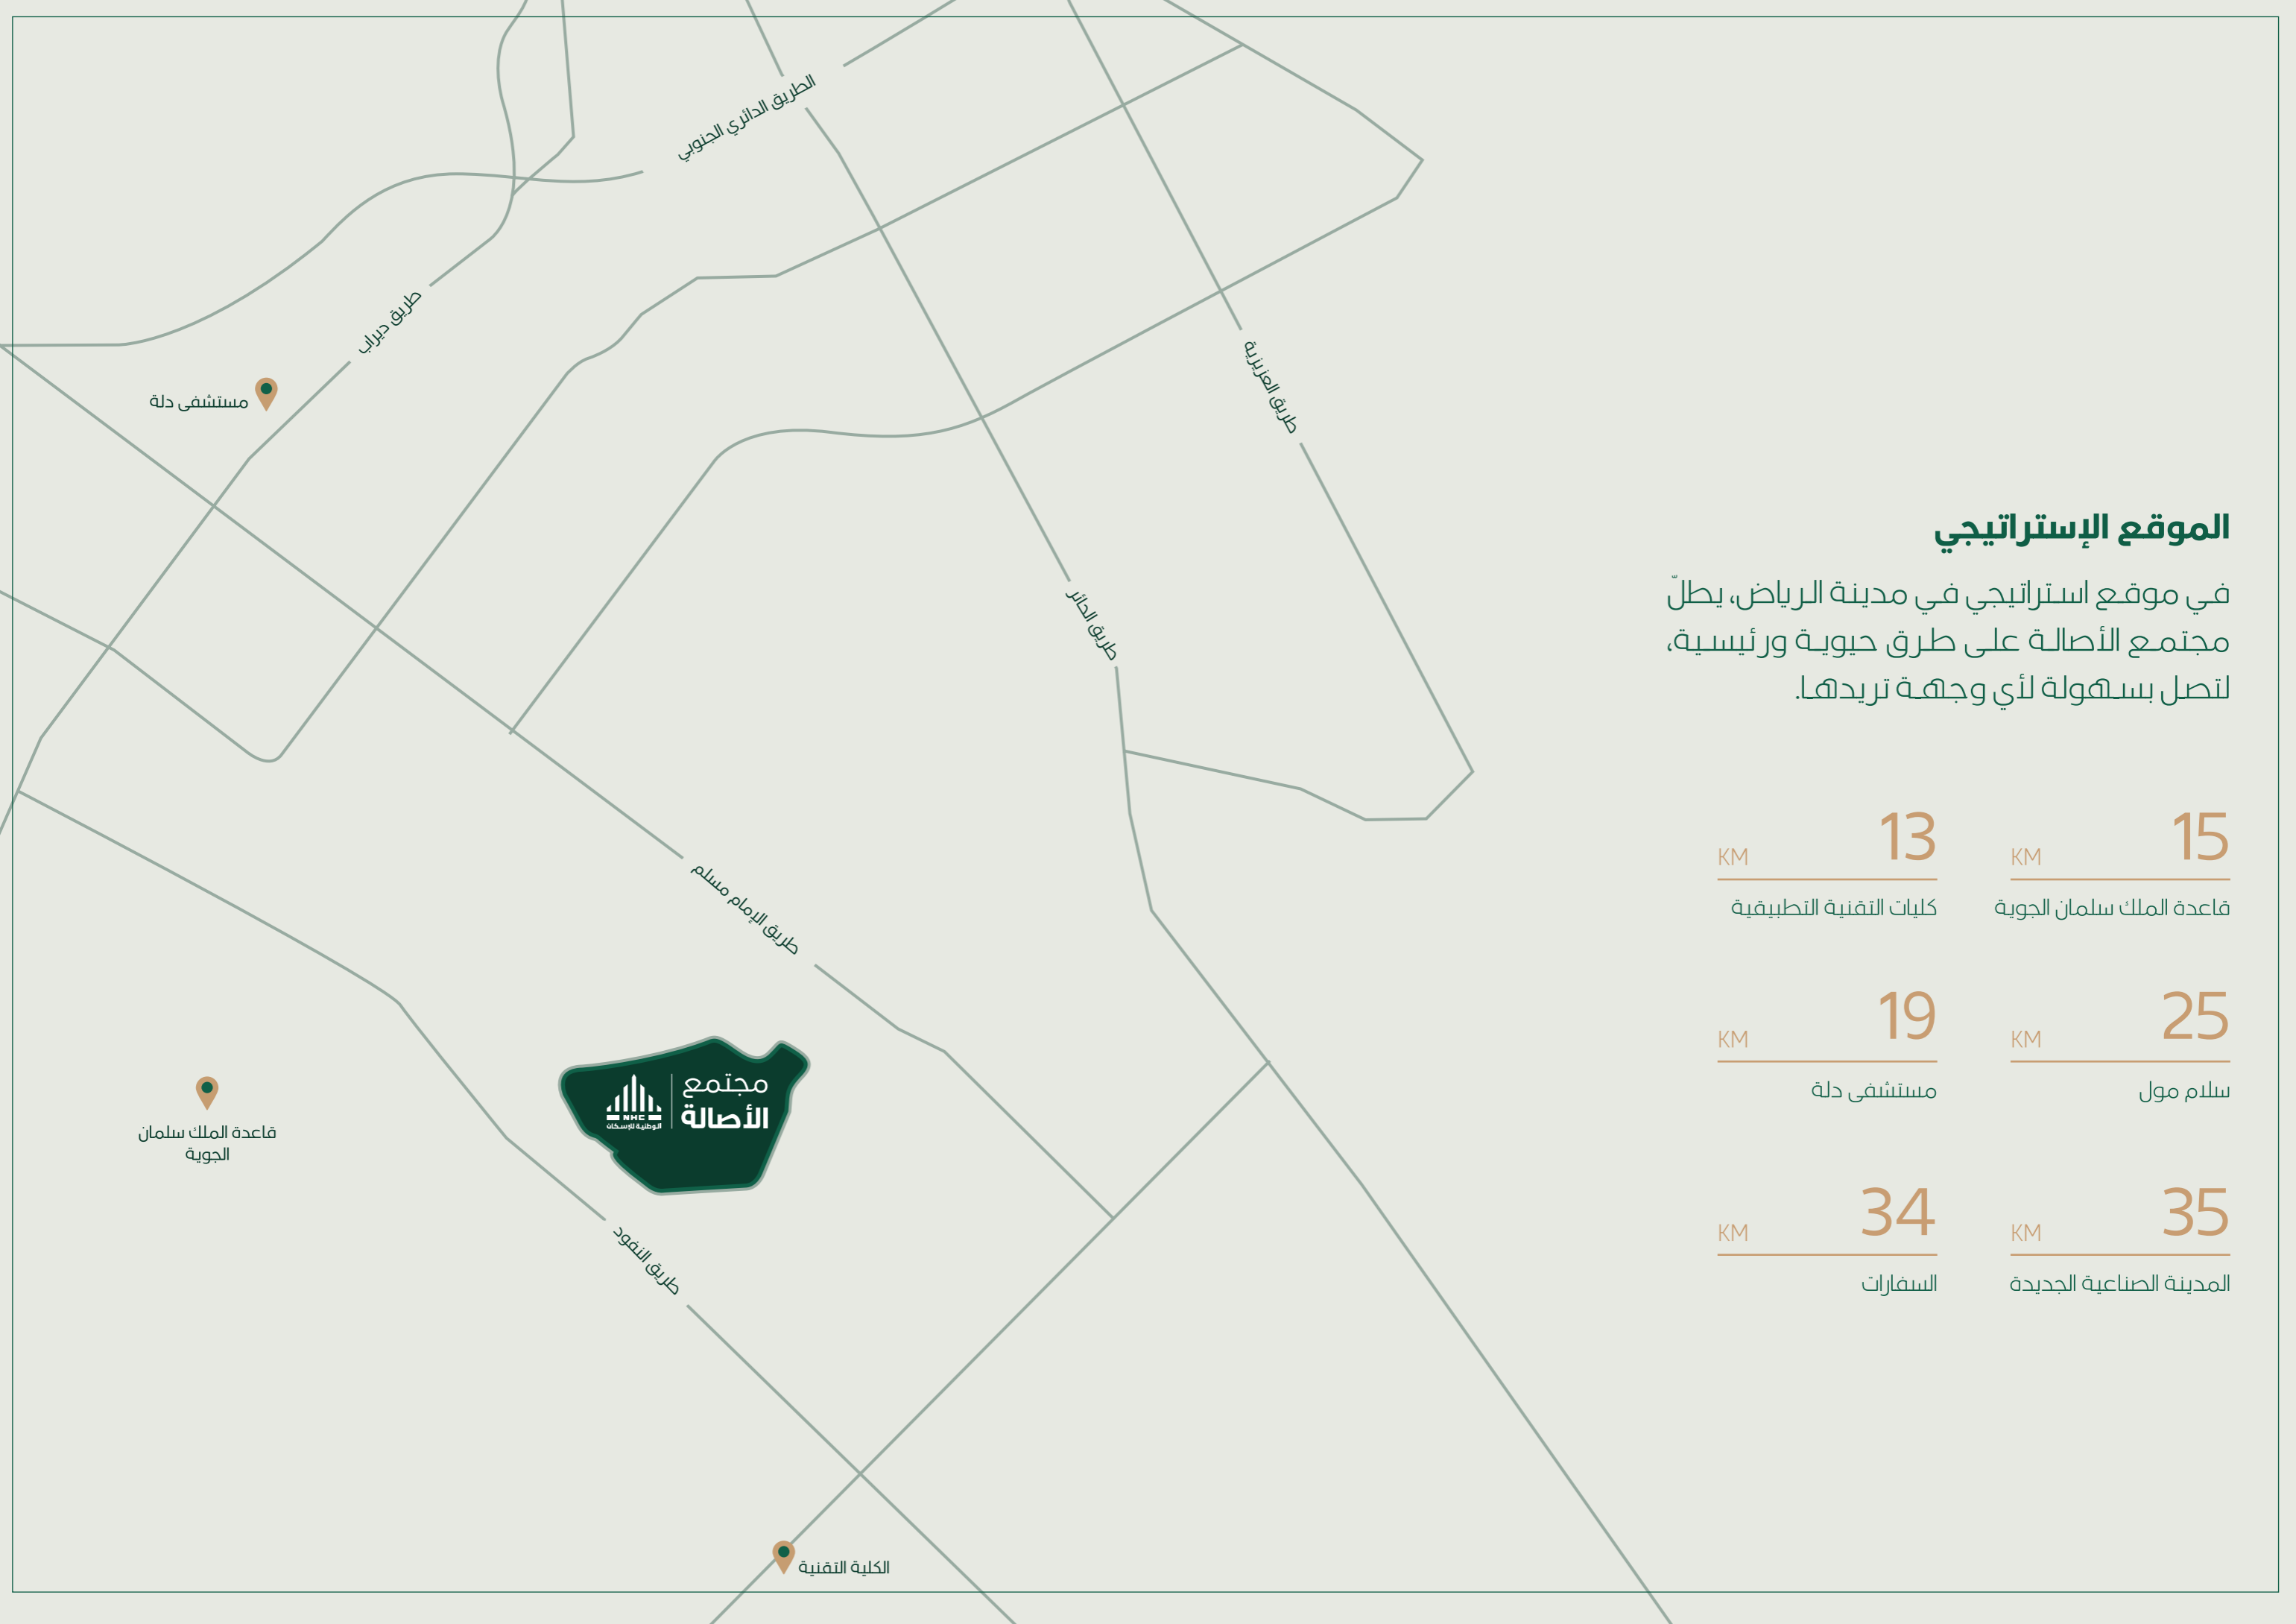 الموقع الإستراتيجي
في موقع استراتيجي في مدينة الرياض، يطلّ
مجتمع الأصالة على طرق حيوية ورئيسية،
لتصل بسهولة لأي وجهة تريدها.
15 KM
قاعدة الملك سلمان الجوية
13 KM
كليات التقنية التطبيقية
25 KM
سلام مول
19 KM
مستشفى دلة
35 KM
المدينة الصناعية الجديدة
34 KM
السفارات
الطريق الدائري الجنوبي
طريق ديراب
مستشفى دلة
طريق العزيزية
طريق الحائر
طريق الإمام مسلم
مجتمع
الأصالة
NHC
الوطنية للإسكان
قاعدة الملك سلمان
الجوية
طريق النفود
الكلية التقنية